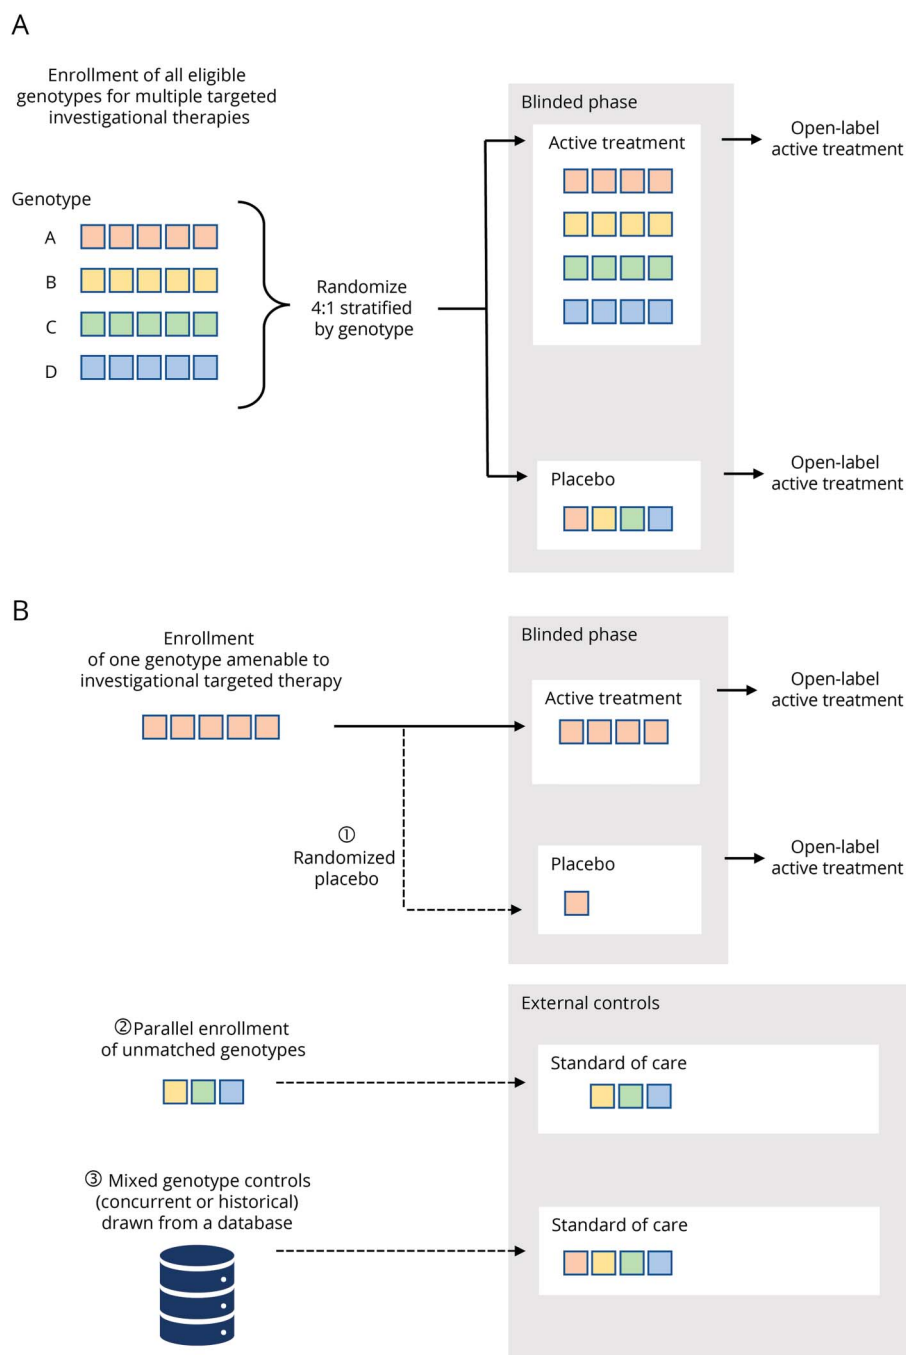 A
Enrollment of all eligible
genotypes for multiple targeted
investigational therapies
Genotype
A
B
C
D
Randomize
4:1 stratified
by genotype
Blinded phase
Active treatment
Open-label
active treatment
Placebo
Open-label
active treatment
B
Enrollment
of one genotype amenable to
investigational targeted therapy
①
Randomized
placebo
Blinded phase
Active treatment
Open-label
active treatment
Placebo
Open-label
active treatment
②Parallel enrollment
of unmatched genotypes
③ Mixed genotype controls
(concurrent or historical)
drawn from a database
External controls
Standard of care
Standard of care